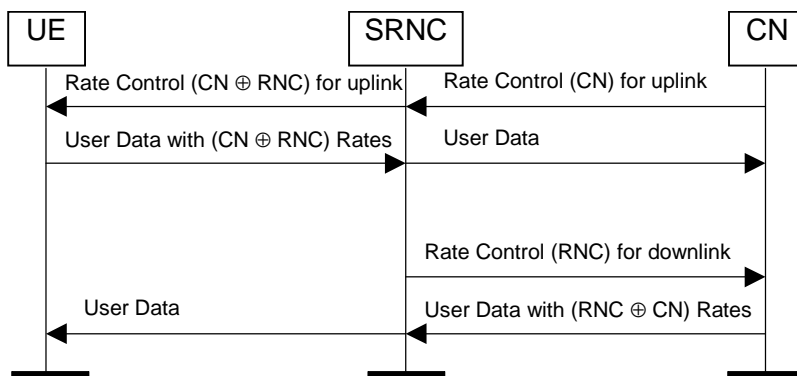 UE
SRNC
CN
Rate Control (CN ⊕ RNC) for uplink
Rate Control (CN) for uplink
User Data with (CN ⊕ RNC) Rates
User Data
Rate Control (RNC) for downlink
User Data
User Data with (RNC ⊕ CN) Rates